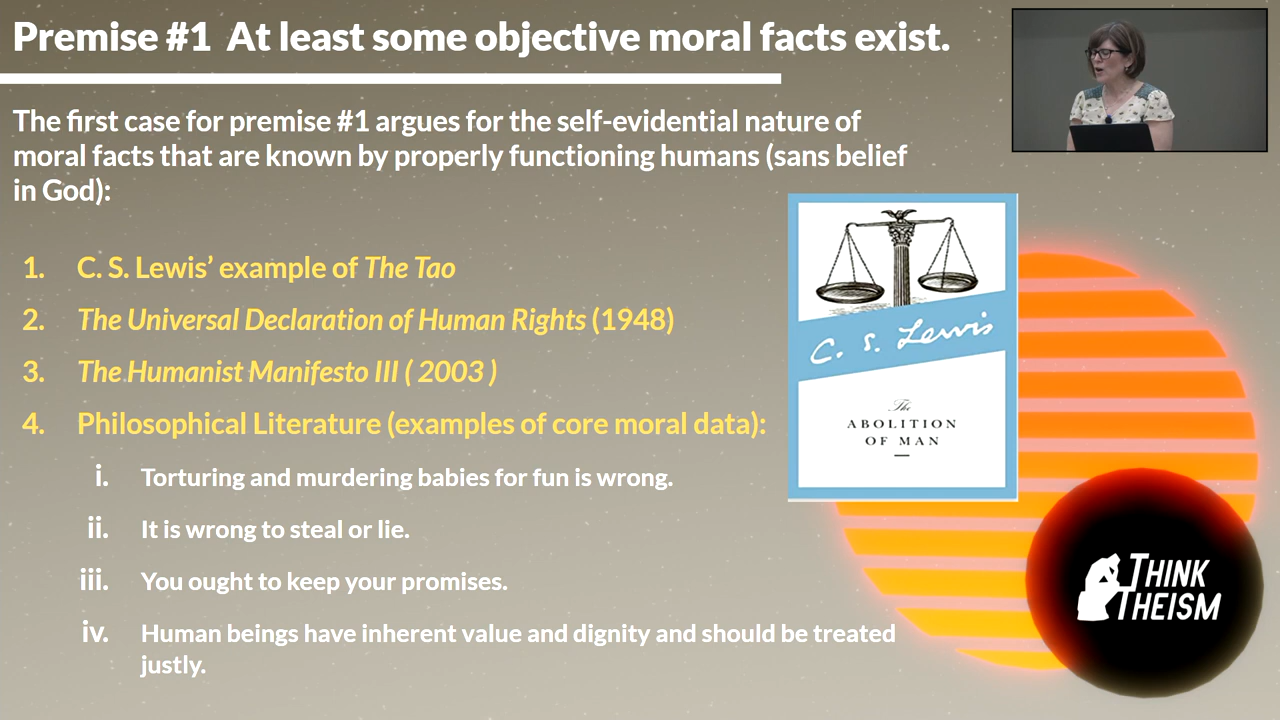 Premise #1 At least some objective moral facts exist.
The first case for premise #1 argues for the self-evidential nature of
moral facts that are known by properly functioning humans (sans belief
in God):
1. C. S. Lewis’ example of The Tao
2. The Universal Declaration of Human Rights (1948)
3. The Humanist Manifesto III ( 2003 )
4. Philosophical Literature (examples of core moral data):
i. Torturing and murdering babies for fun is wrong.
ii. It is wrong to steal or lie.
iii. You ought to keep your promises.
iv. Human beings have inherent value and dignity and should be treated
justly.
C. S. Lewis
The
ABOLITION
OF MAN
THINK
THEISM